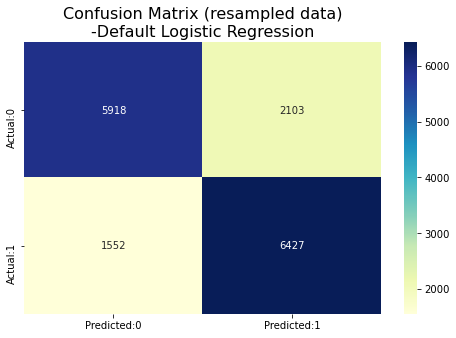 Confusion Matrix (resampled data)
-Default Logistic Regression
Actual:0
5918
2103
Actual:1
1552
6427
Predicted:0
Predicted:1
6000
5000
4000
3000
2000